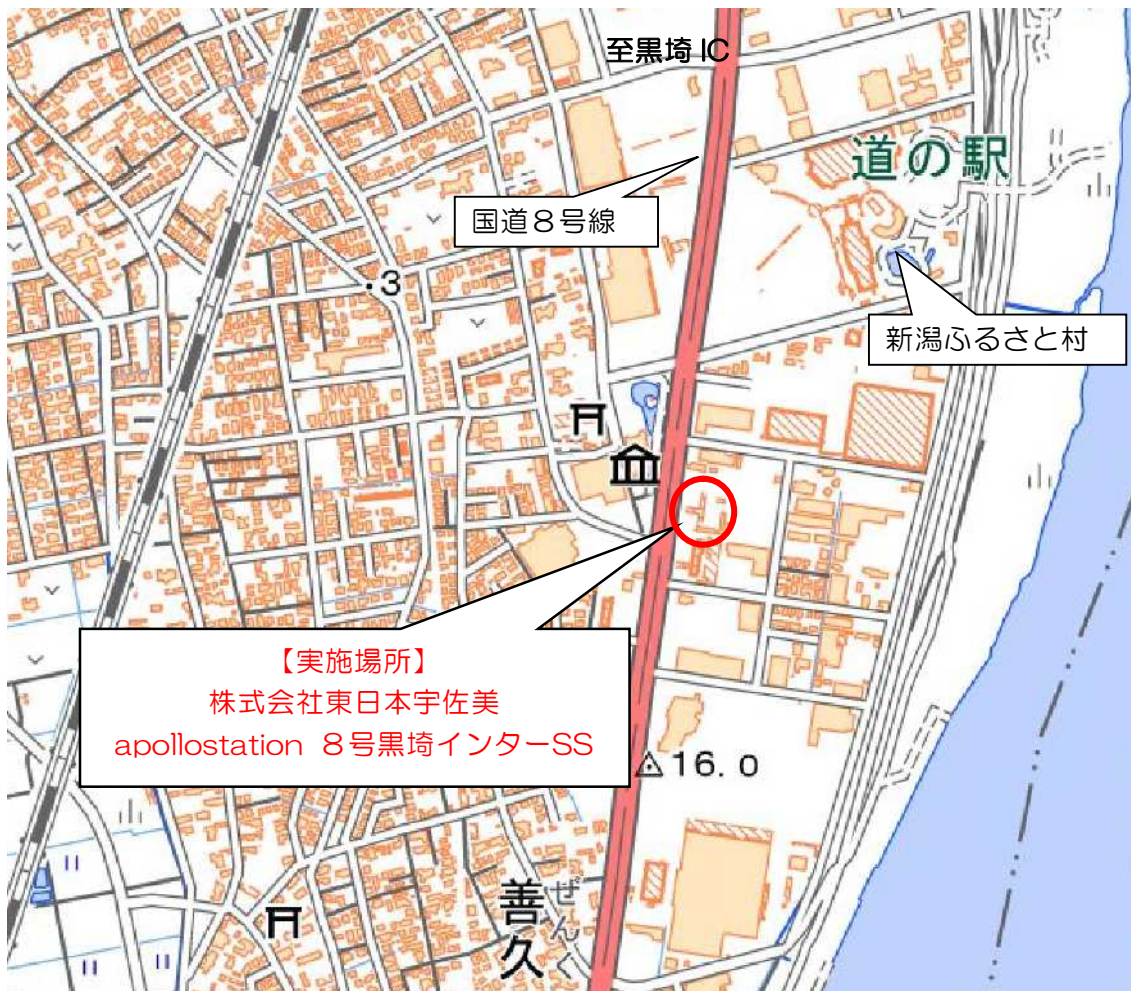 至黒埼 IC
道の駅
国道８号線
・3
新潟ふるさと村
【実施場所】
株式会社東日本宇佐美
apollostation ８号黒埼インターSS
16.0
善久
ぜんく